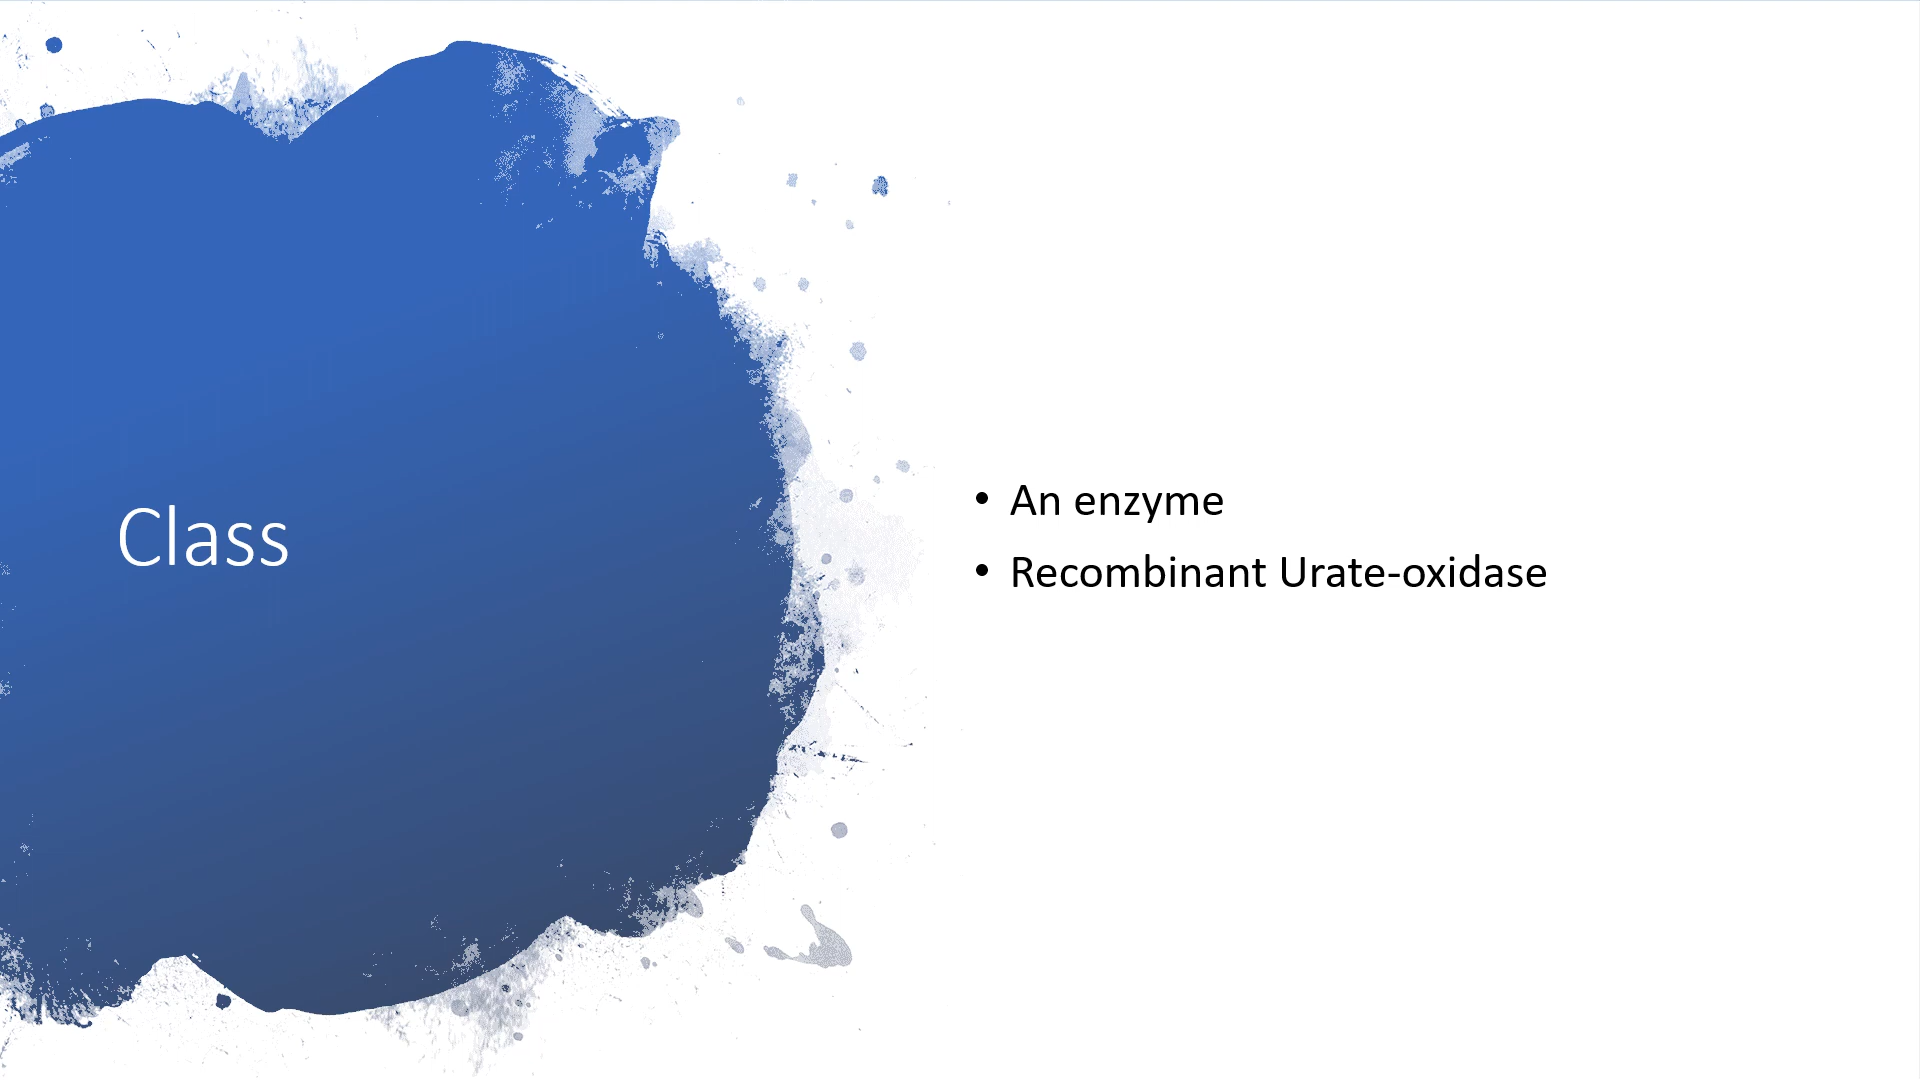 Class
• An enzyme
• Recombinant Urate-oxidase